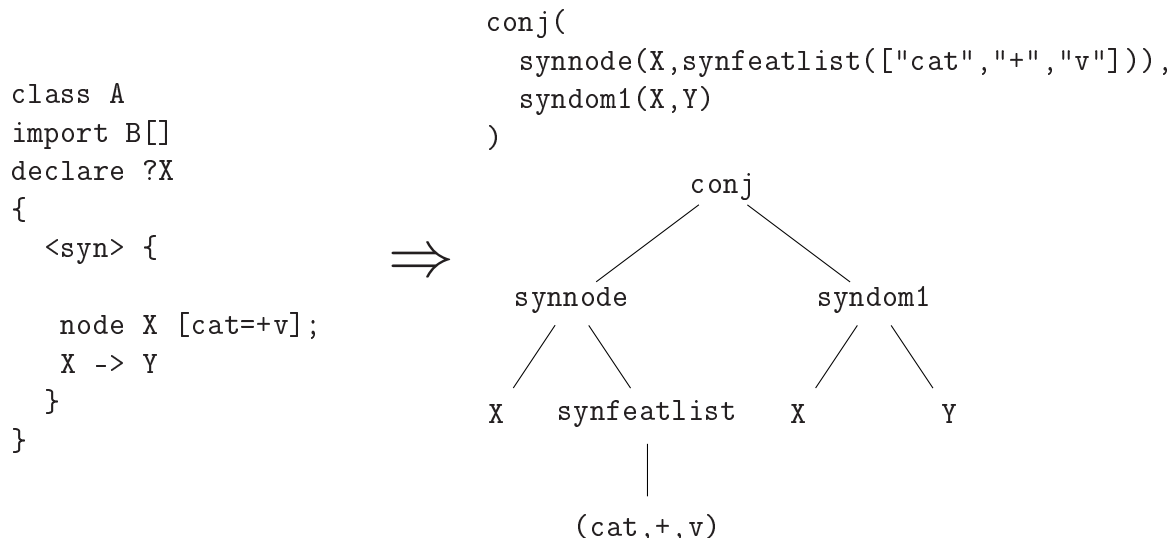 class A
import B[]
declare ?X
{
<syn> {
node X [cat=+v];
X -> Y
}
}
⇒
conj(
synnode(X,synfeatlist(["cat","+","v"])),
syndom1(X,Y)
)
conj
synnode syndom1
X synfeatlist X Y
(cat,+,v)